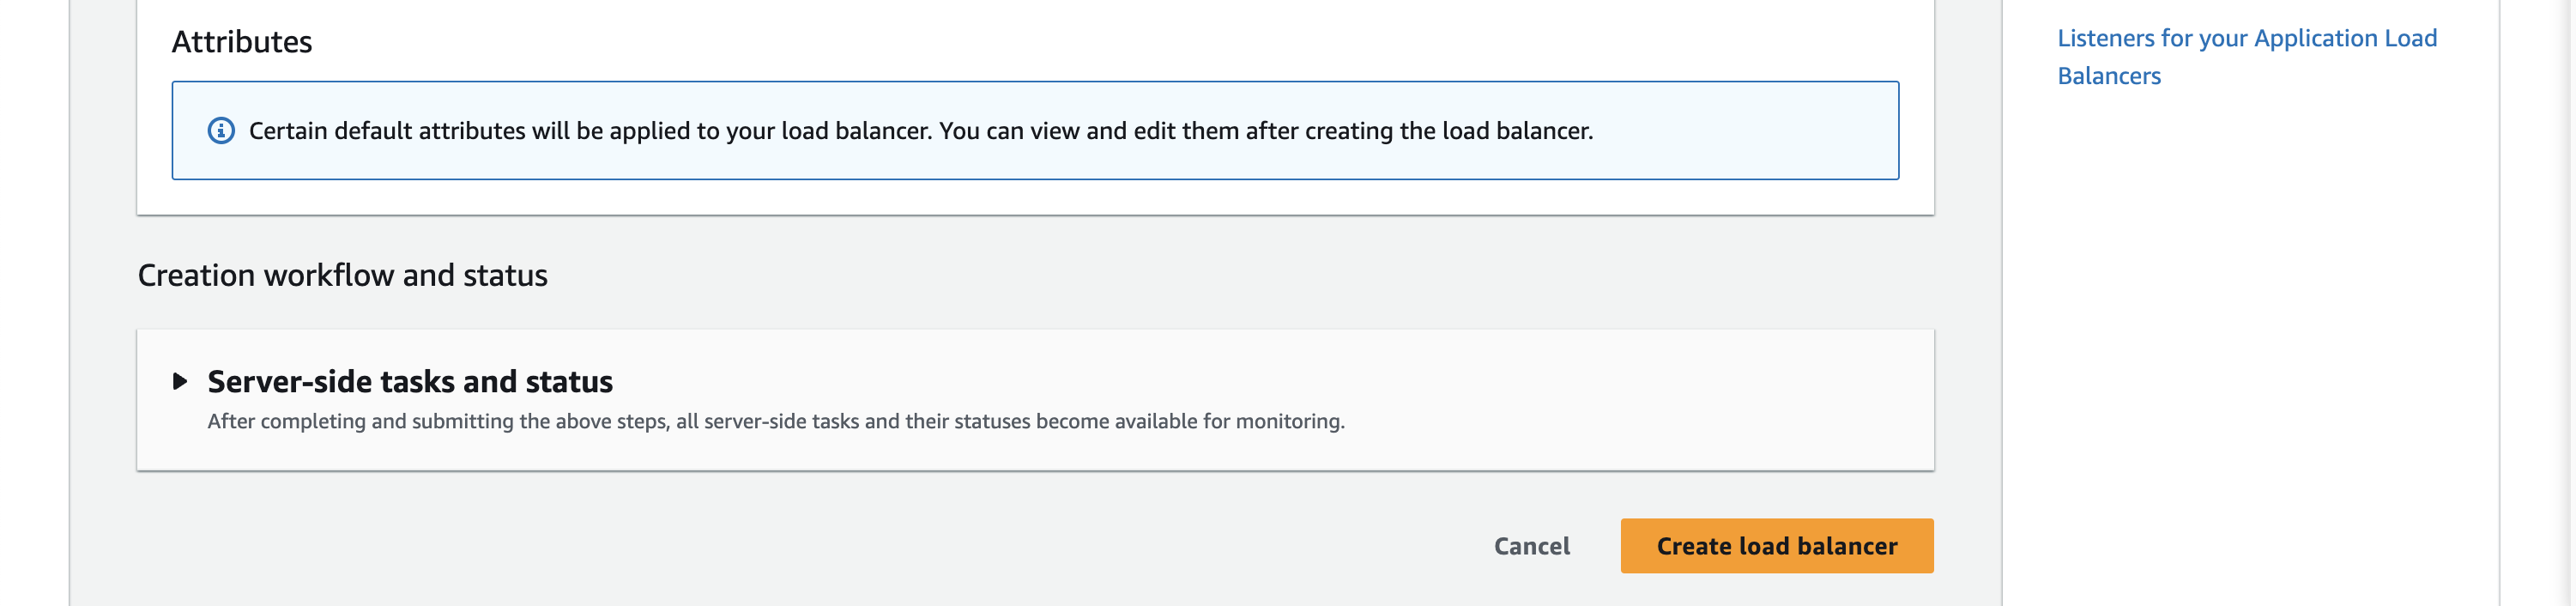 Attributes
Certain default attributes will be applied to your load balancer. You can view and edit them after creating the load balancer.
Creation workflow and status
Server-side tasks and status
After completing and submitting the above steps, all server-side tasks and their statuses become available for monitoring.
Cancel
Create load balancer
Listeners for your Application Load
Balancers